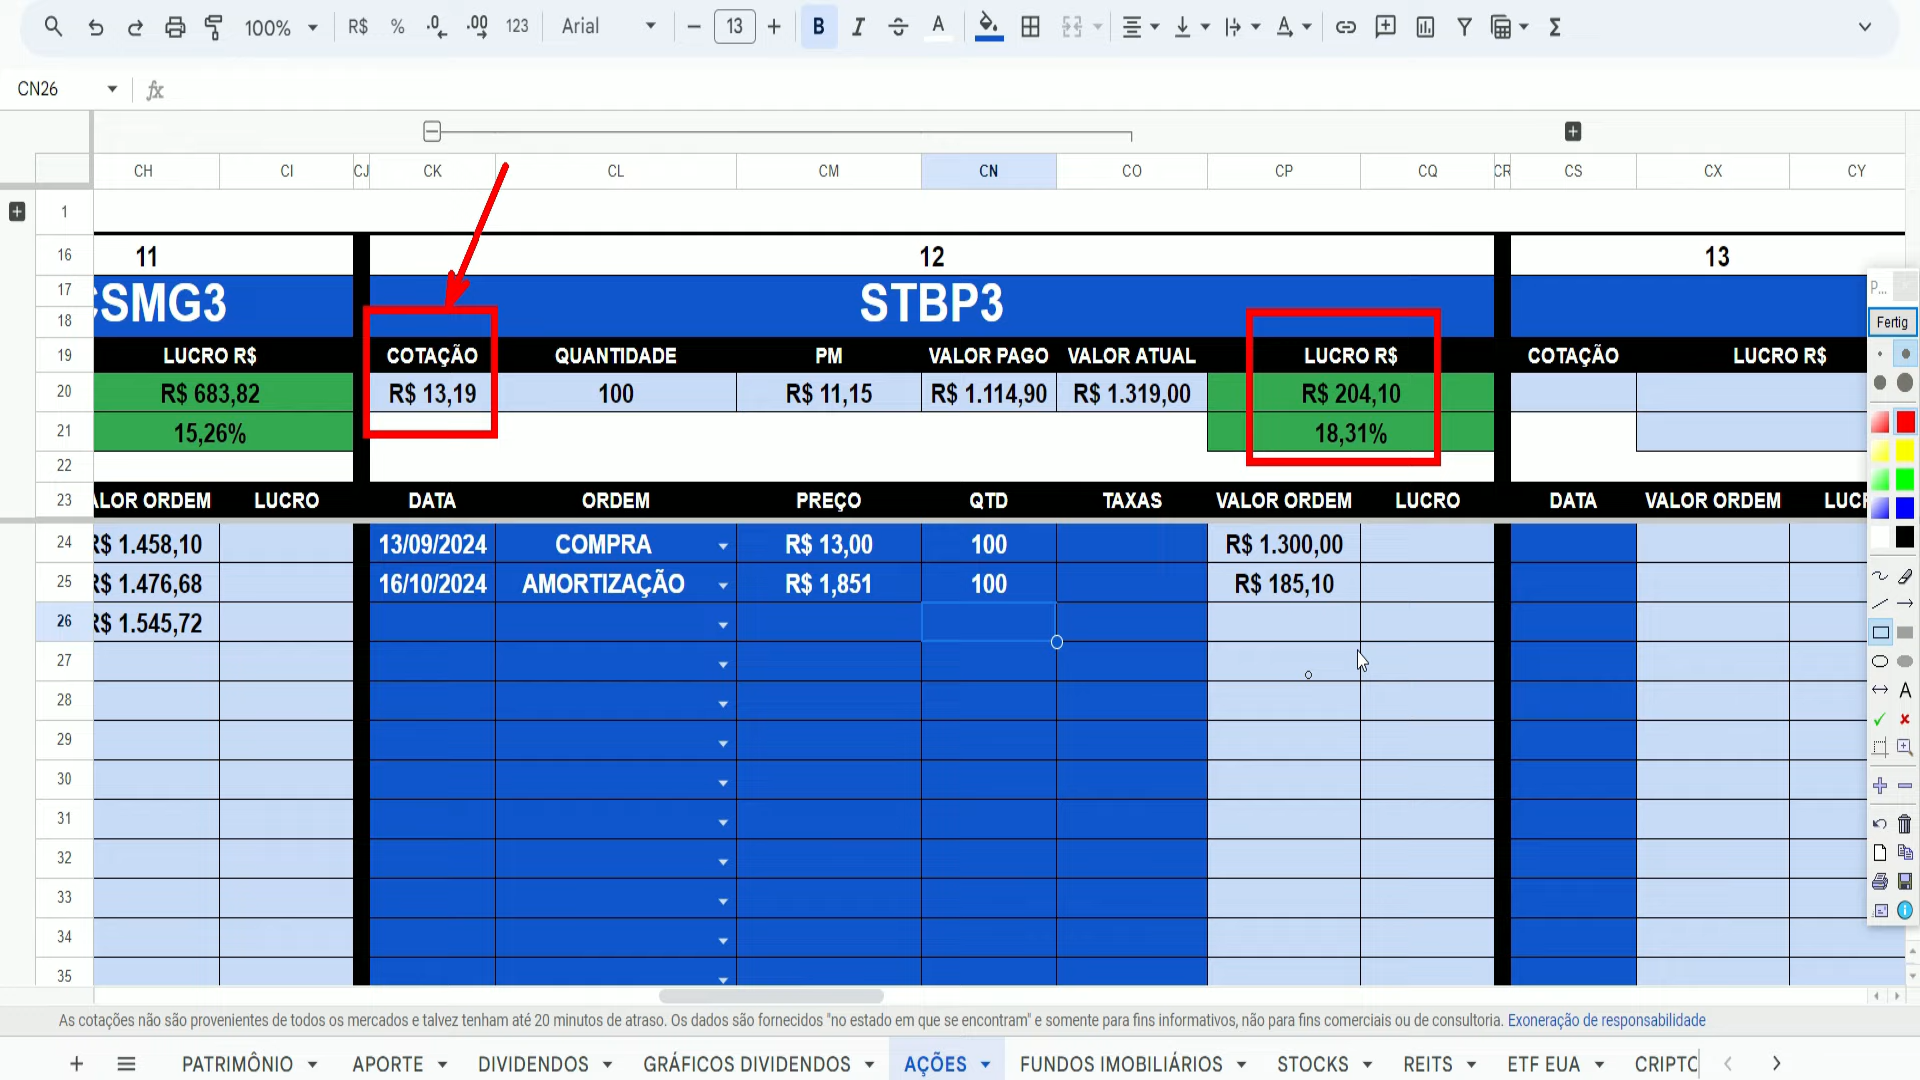 100% R$ % .0 .00 123 Arial 13 B I A
CN26 fx
CH CI CJ CK CL CM CN CO CP CQ CR CS CX CY
1
16 11 12 13
17 CSMG3 STBP3
18
19 LUCRO R$ COTAÇÃO QUANTIDADE PM VALOR PAGO VALOR ATUAL LUCRO R$ COTAÇÃO LUCRO R$
20 R$ 683,82 R$ 13,19 100 R$ 11,15 R$ 1.114,90 R$ 1.319,00 R$ 204,10
21 15,26% 18,31%
22
23 ALOR ORDEM LUCRO DATA ORDEM PREÇO QTD TAXAS VALOR ORDEM LUCRO DATA VALOR ORDEM LUCR
24 R$ 1.458,10 13/09/2024 COMPRA R$ 13,00 100 R$ 1.300,00
25 R$ 1.476,68 16/10/2024 AMORTIZAÇÃO R$ 1,851 100 R$ 185,10
26 R$ 1.545,72
27
28
29
30
31
32
33
34
35
P...
Fertig
A
As cotações não são provenientes de todos os mercados e talvez tenham até 20 minutos de atraso. Os dados são fornecidos "no estado em que se encontram" e somente para fins informativos, não para fins comerciais ou de consultoria. Exoneração de responsabilidade
PATRIMÔNIO APORTE DIVIDENDOS GRÁFICOS DIVIDENDOS AÇÕES FUNDOS IMOBILIÁRIOS STOCKS REITS ETF EUA CRIPTO